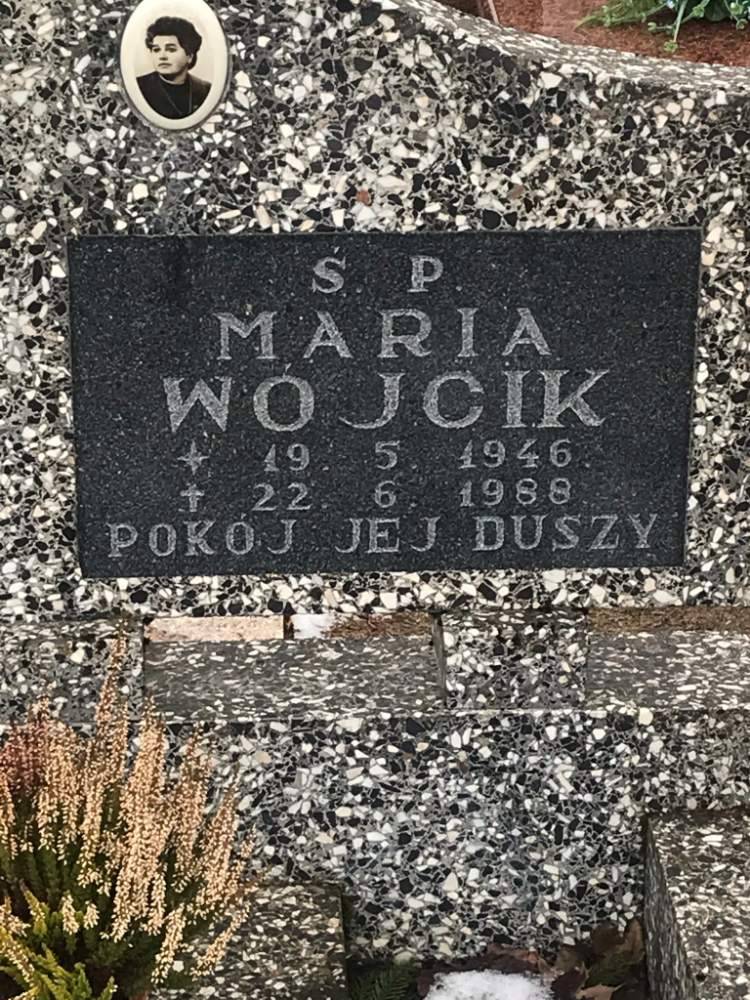 Ś. P.
MARIA
WÓJCIK
19. 5. 1946.
† 22. 6. 1988
POKÓJ JEJ DUSZY